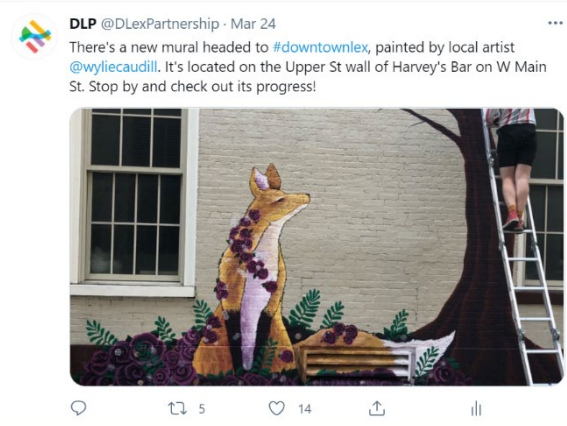 DLP @DLexPartnership · Mar 24
There's a new mural headed to #downtownlex, painted by local artist
@wyliecaudill. It's located on the Upper St wall of Harvey's Bar on W Main
St. Stop by and check out its progress!
5 14